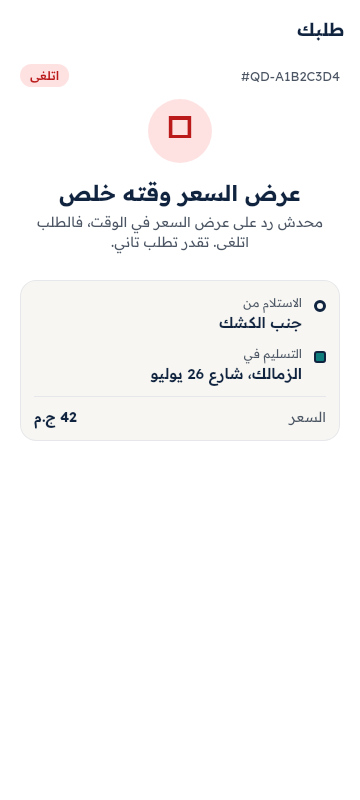 طلبك
#QD-A1B2C3D4
اتلغى
عرض السعر وقته خلص
محدش رد على عرض السعر في الوقت، فالطلب
اتلغى. تقدر تطلب تاني.
الاستلام من
جنب الكشك
التسليم في
الزمالك، شارع 26 يوليو
السعر
42 ج.م